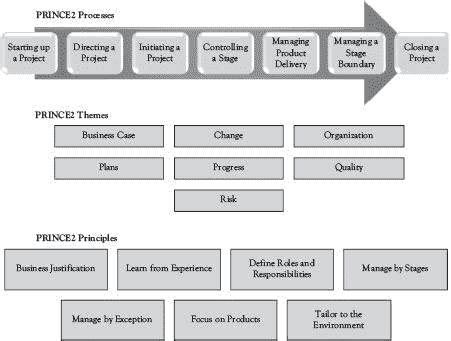 PRINCE2 Processes
Starting up
a Project
Directing a
Project
Initiating a
Project
Controlling
a Stage
Managing
Product
Delivery
Managing a
Stage
Boundary
Closing a
Project
PRINCE2 Themes
Business Case
Change
Organization
Plans
Progress
Quality
Risk
PRINCE2 Principles
Business Justification
Learn from Experience
Define Roles and
Responsibilities
Manage by Stages
Manage by Exception
Focus on Products
Tailor to the
Environment